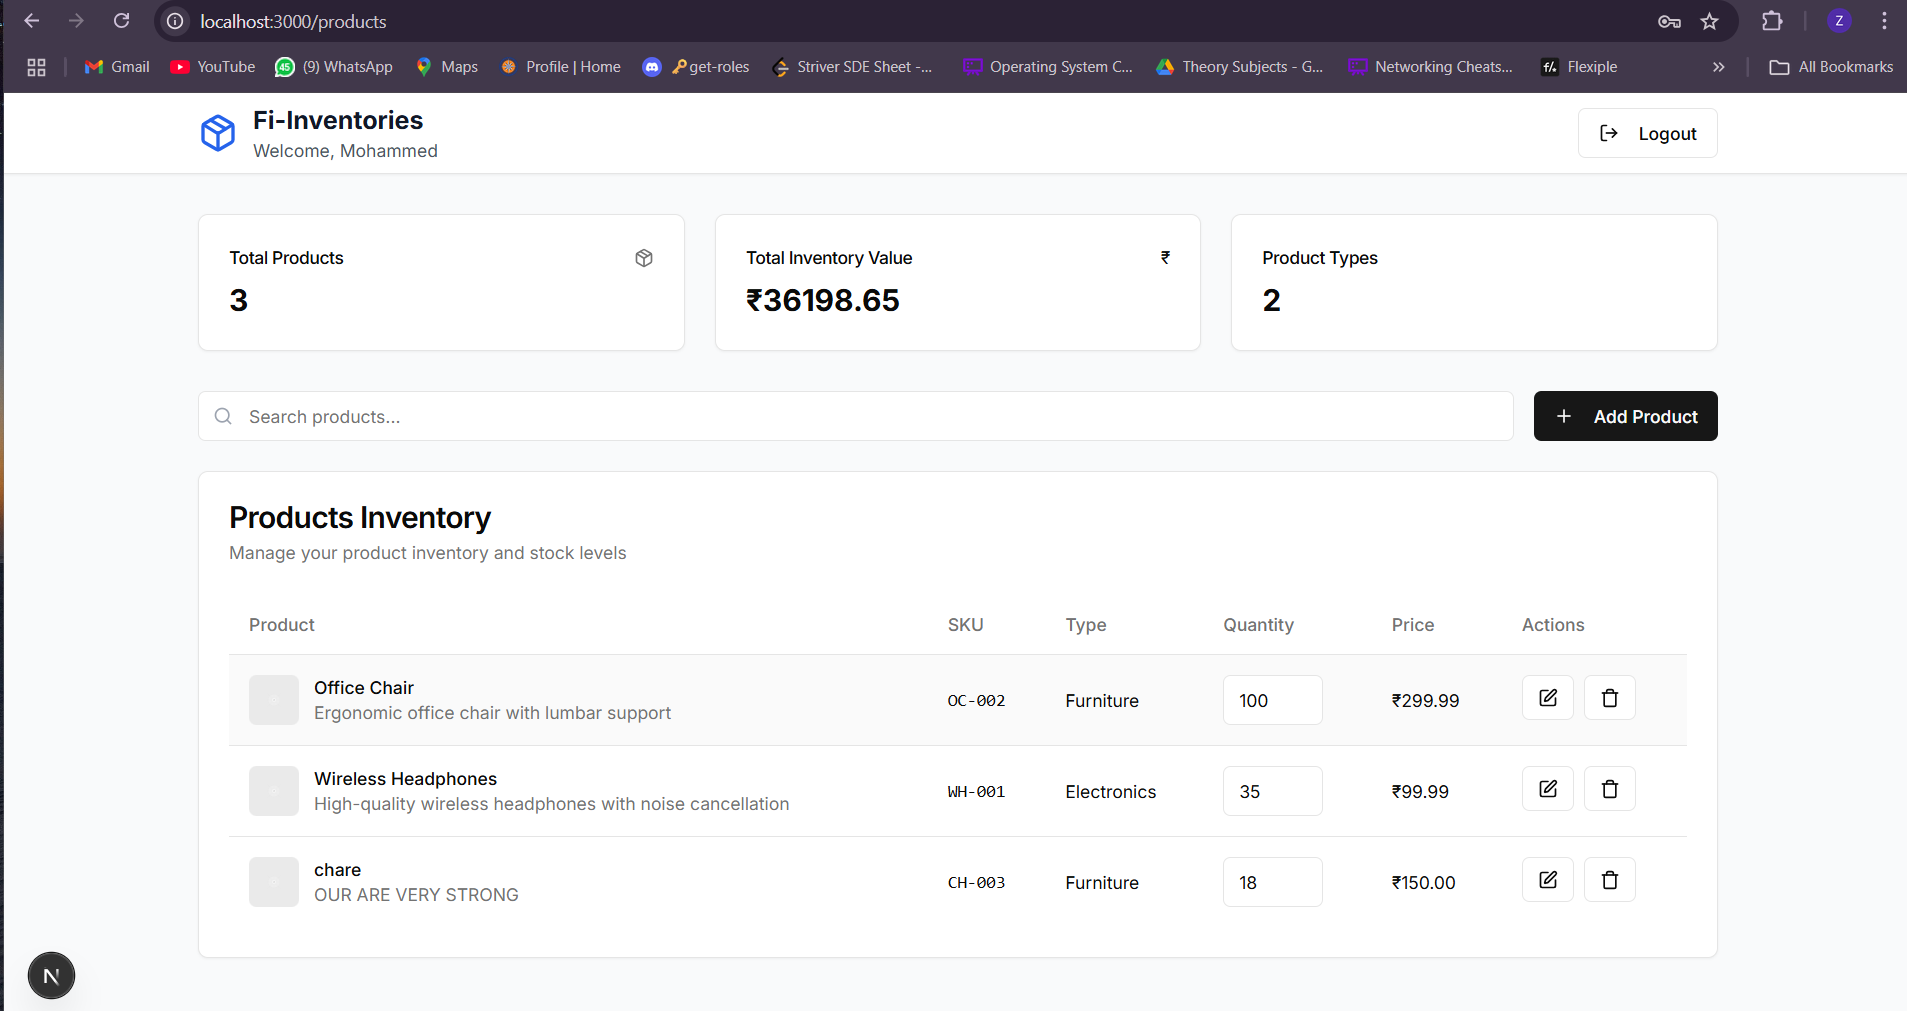 localhost:3000/products
Z
Gmail YouTube 45 (9) WhatsApp Maps Profile | Home get-roles Striver SDE Sheet -... Operating System C... Theory Subjects - G... Networking Cheats... f/. Flexiple » All Bookmarks
Fi-Inventories
Welcome, Mohammed
Logout
Total Products
3
Total Inventory Value ₹
₹36198.65
Product Types
2
Search products...
+ Add Product
Products Inventory
Manage your product inventory and stock levels
Product SKU Type Quantity Price Actions
Office Chair
Ergonomic office chair with lumbar support
OC-002 Furniture 100 ₹299.99
Wireless Headphones
High-quality wireless headphones with noise cancellation
WH-001 Electronics 35 ₹99.99
chare
OUR ARE VERY STRONG
CH-003 Furniture 18 ₹150.00
N